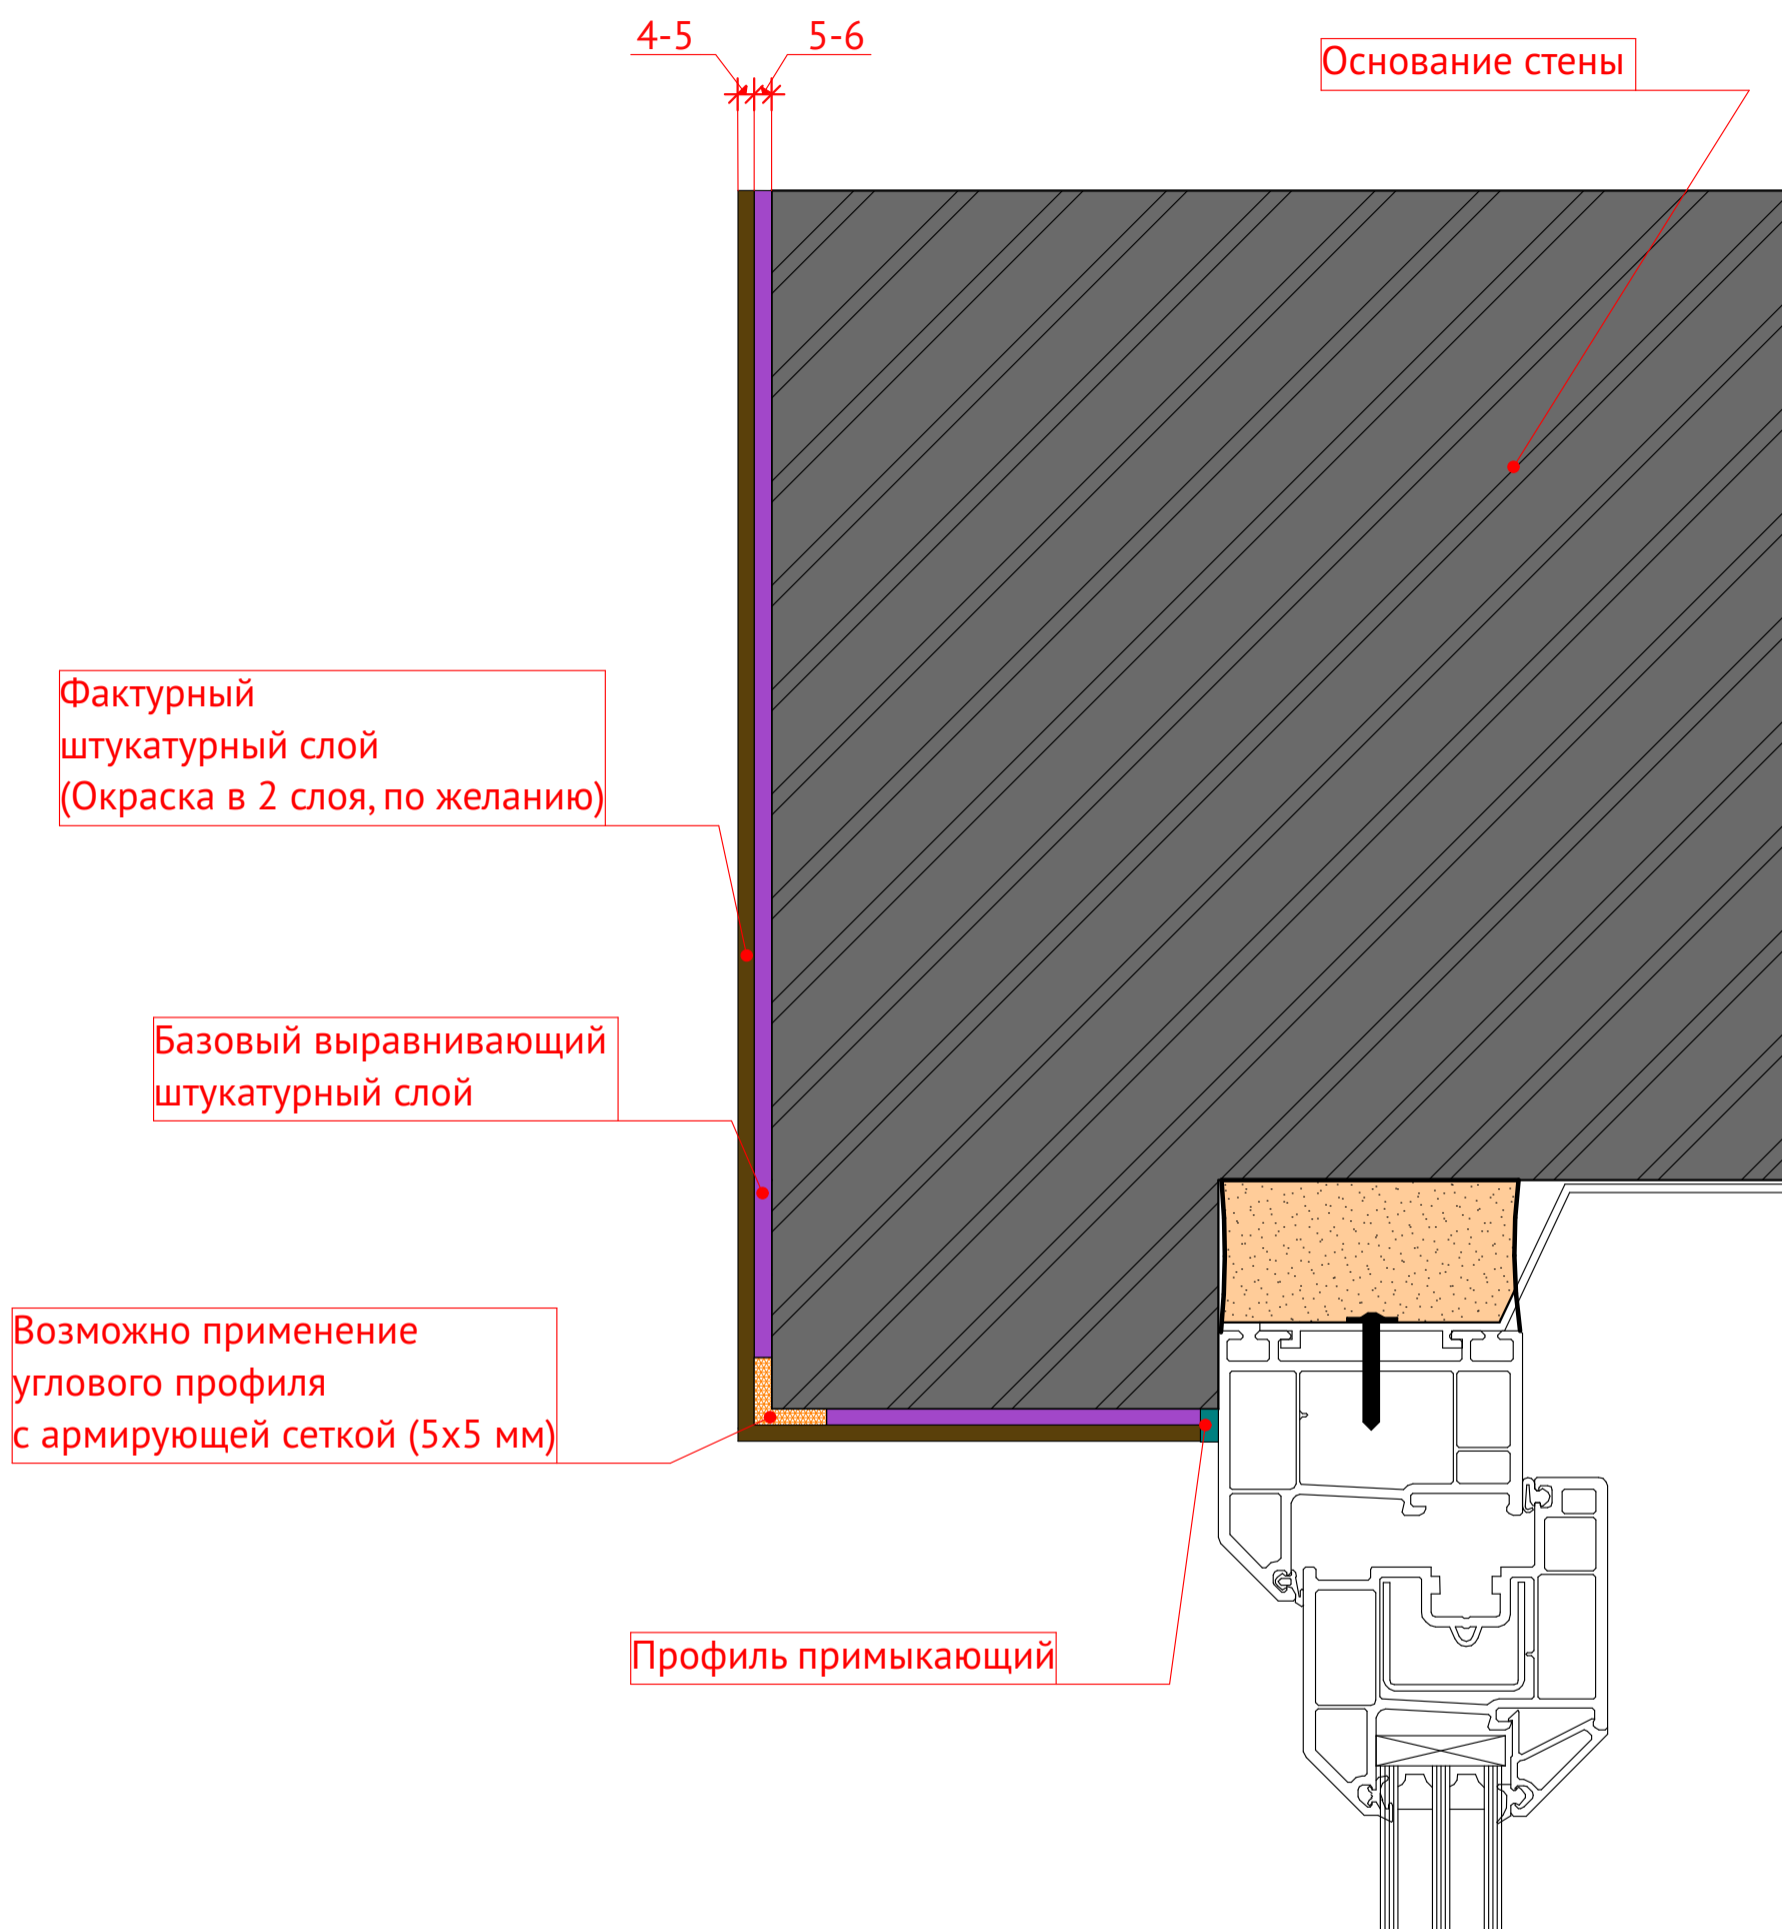 4-5
5-6
Основание стены
Фактурный
штукатурный слой
(Окраска в 2 слоя, по желанию)
Базовый выравнивающий
штукатурный слой
Возможно применение
углового профиля
с армирующей сеткой (5х5 мм)
Профиль примыкающий